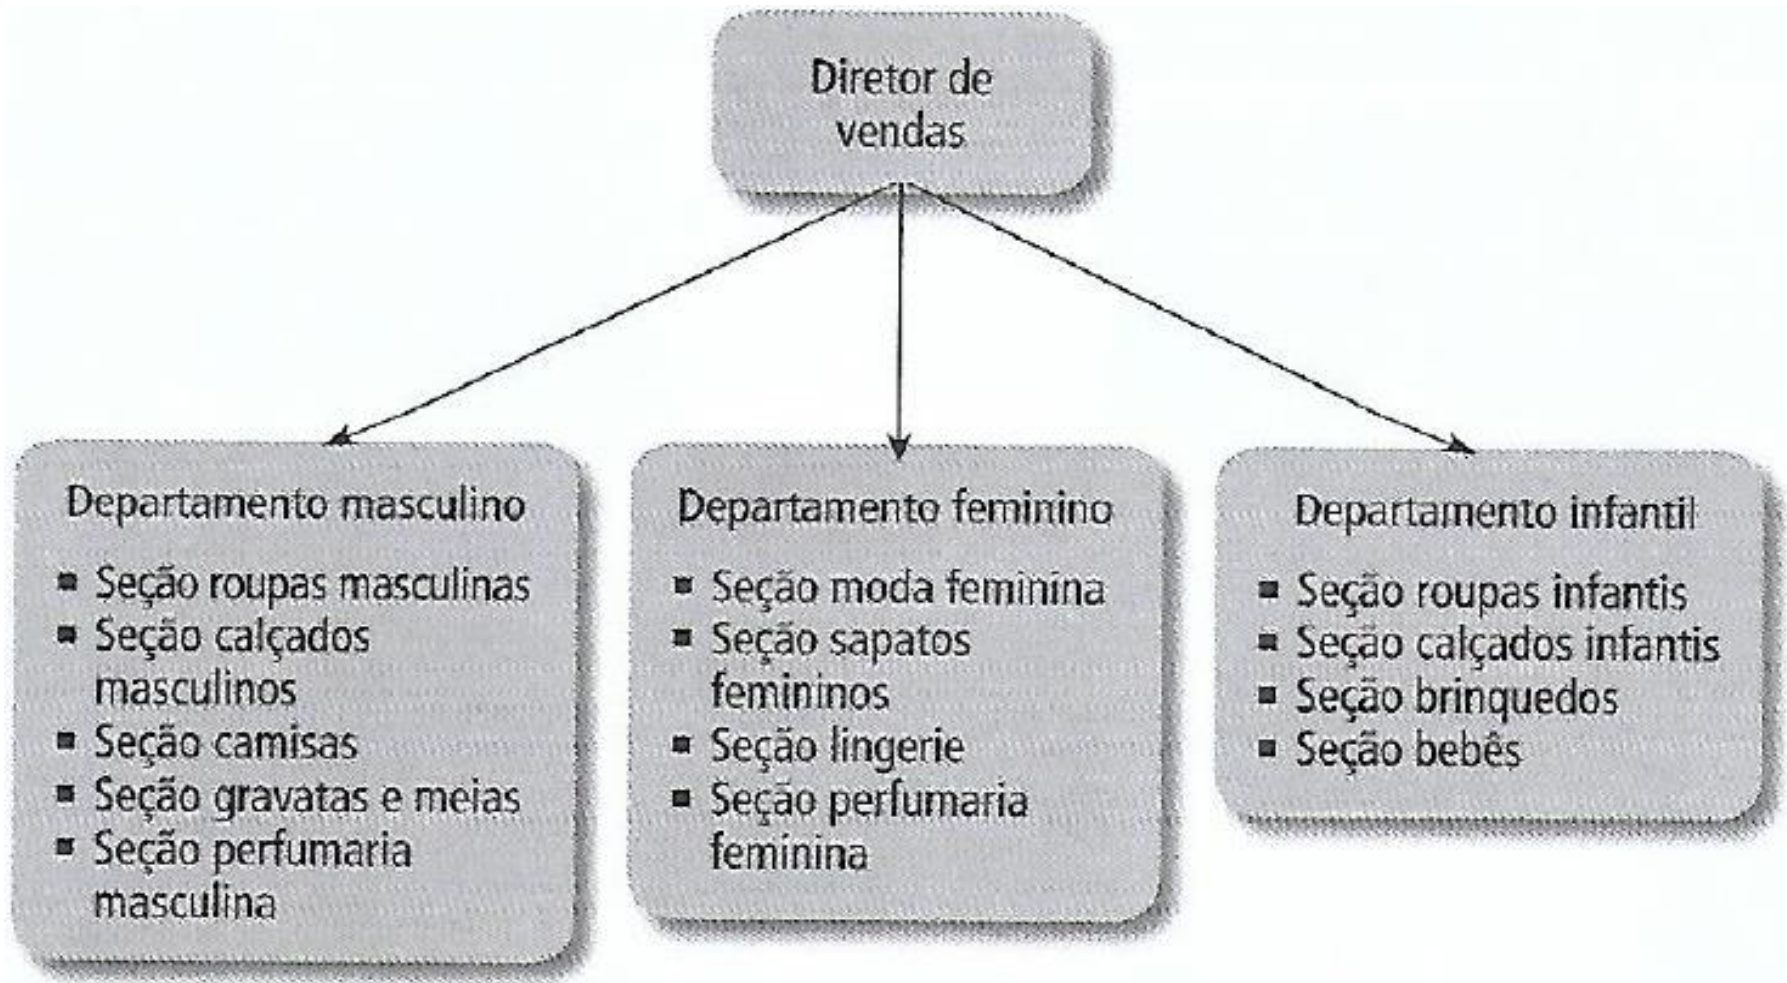 Diretor de
vendas
Departamento masculino
▪ Seção roupas masculinas
▪ Seção calçados
masculinos
▪ Seção camisas
▪ Seção gravatas e meias
▪ Seção perfumaria
masculina
Departamento feminino
▪ Seção moda feminina
▪ Seção sapatos
femininos
▪ Seção lingerie
▪ Seção perfumaria
feminina
Departamento infantil
▪ Seção roupas infantis
▪ Seção calçados infantis
▪ Seção brinquedos
▪ Seção bebês